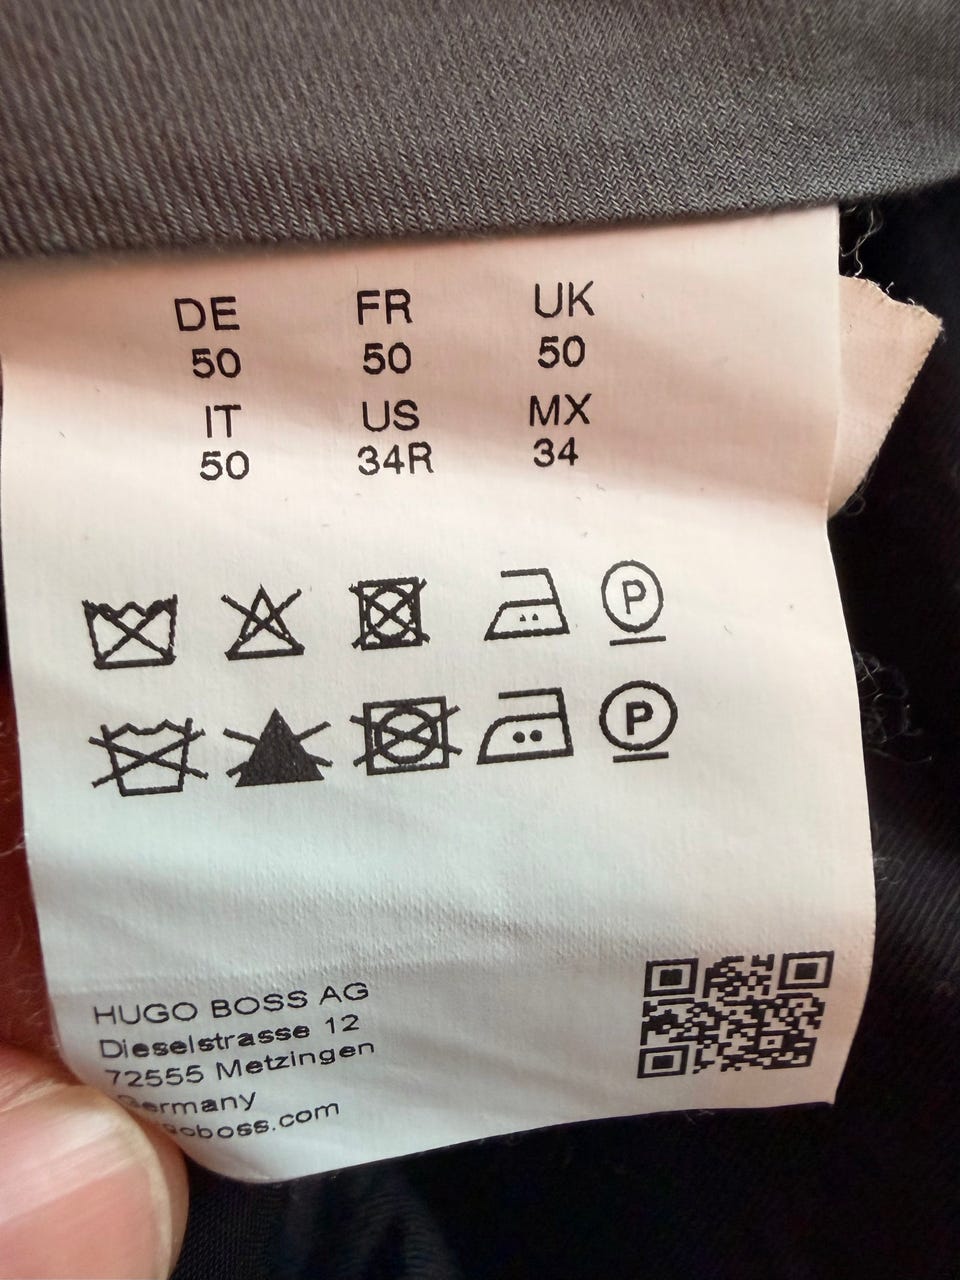 DE FR UK
50 50 50
IT US MX
50 34R 34
P
P
HUGO BOSS AG
Dieselstrasse 12
72555 Metzingen
Germany